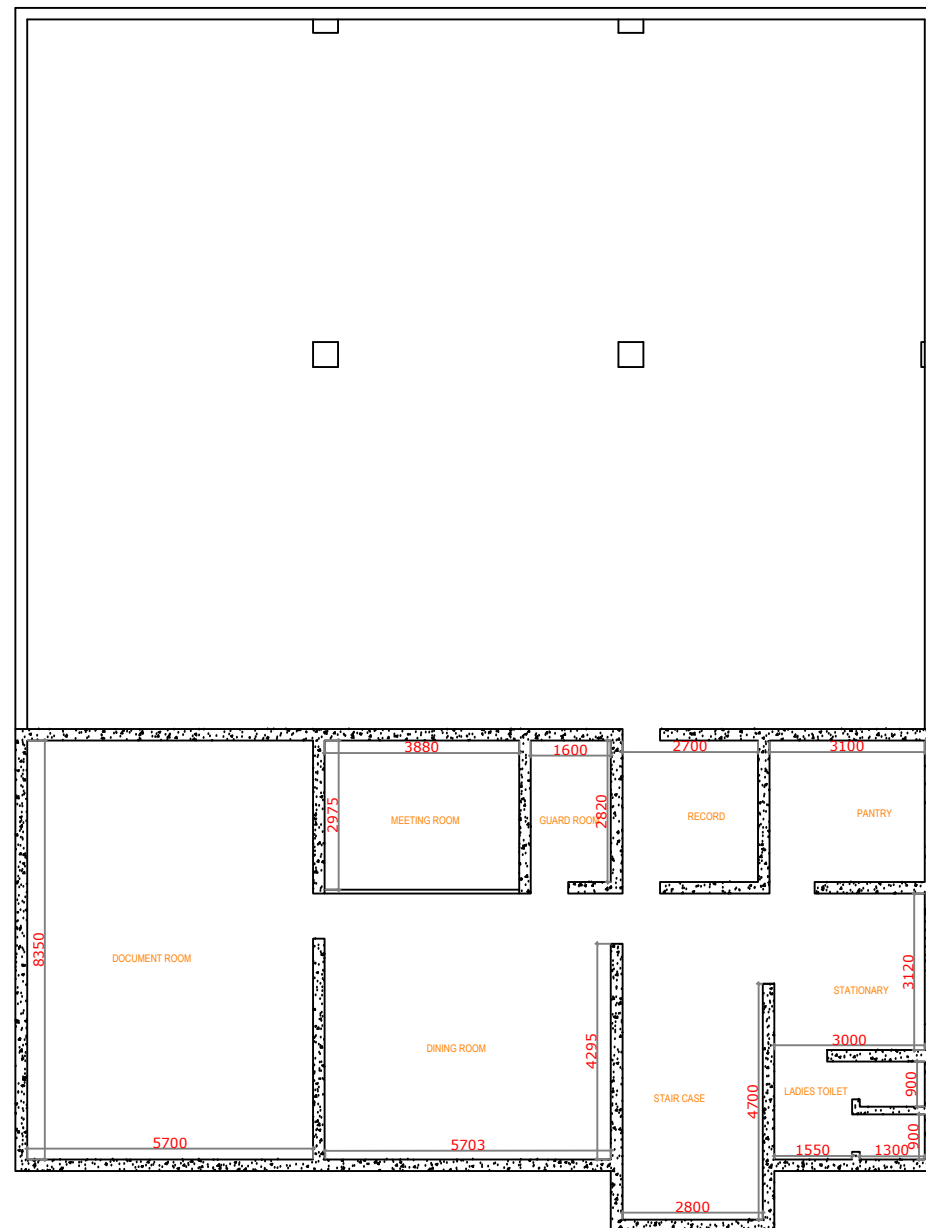 3880
1600
2700
3100
2975
MEETING ROOM
GUARD ROOM
2820
RECORD
PANTRY
8350
DOCUMENT ROOM
3120
STATIONARY
3000
DINING ROOM
4295
STAIR CASE
4700
LADIES TOILET
900
900
5700
5703
1550
1300
2800